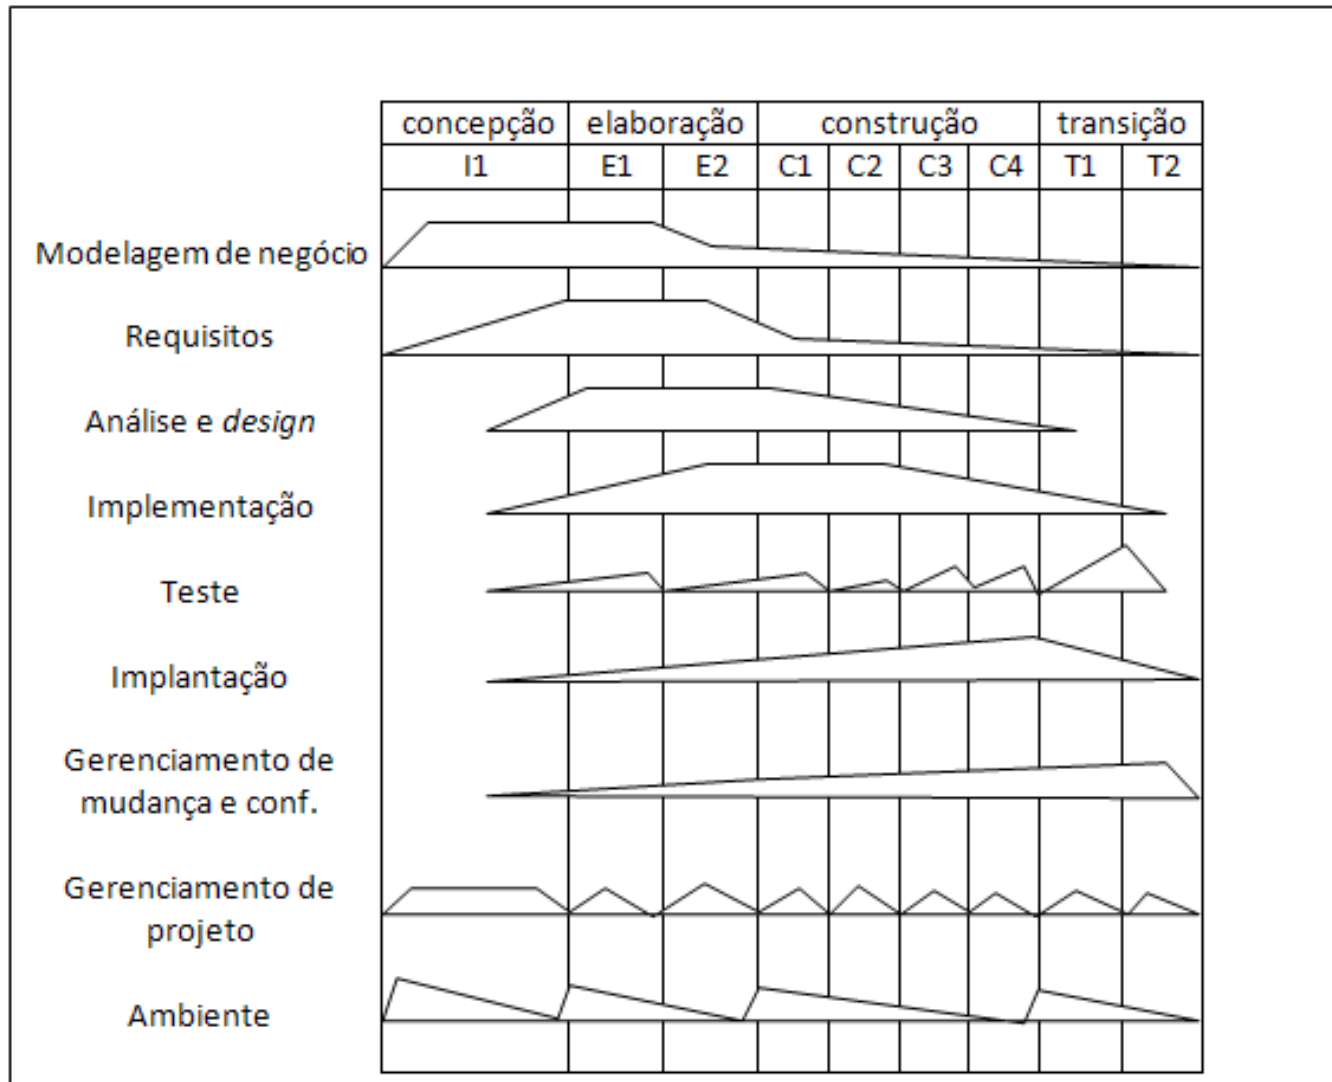 concepção elaboração construção transição
I1 E1 E2 C1 C2 C3 C4 T1 T2
Modelagem de negócio
Requisitos
Análise e design
Implementação
Teste
Implantação
Gerenciamento de
mudança e conf.
Gerenciamento de
projeto
Ambiente